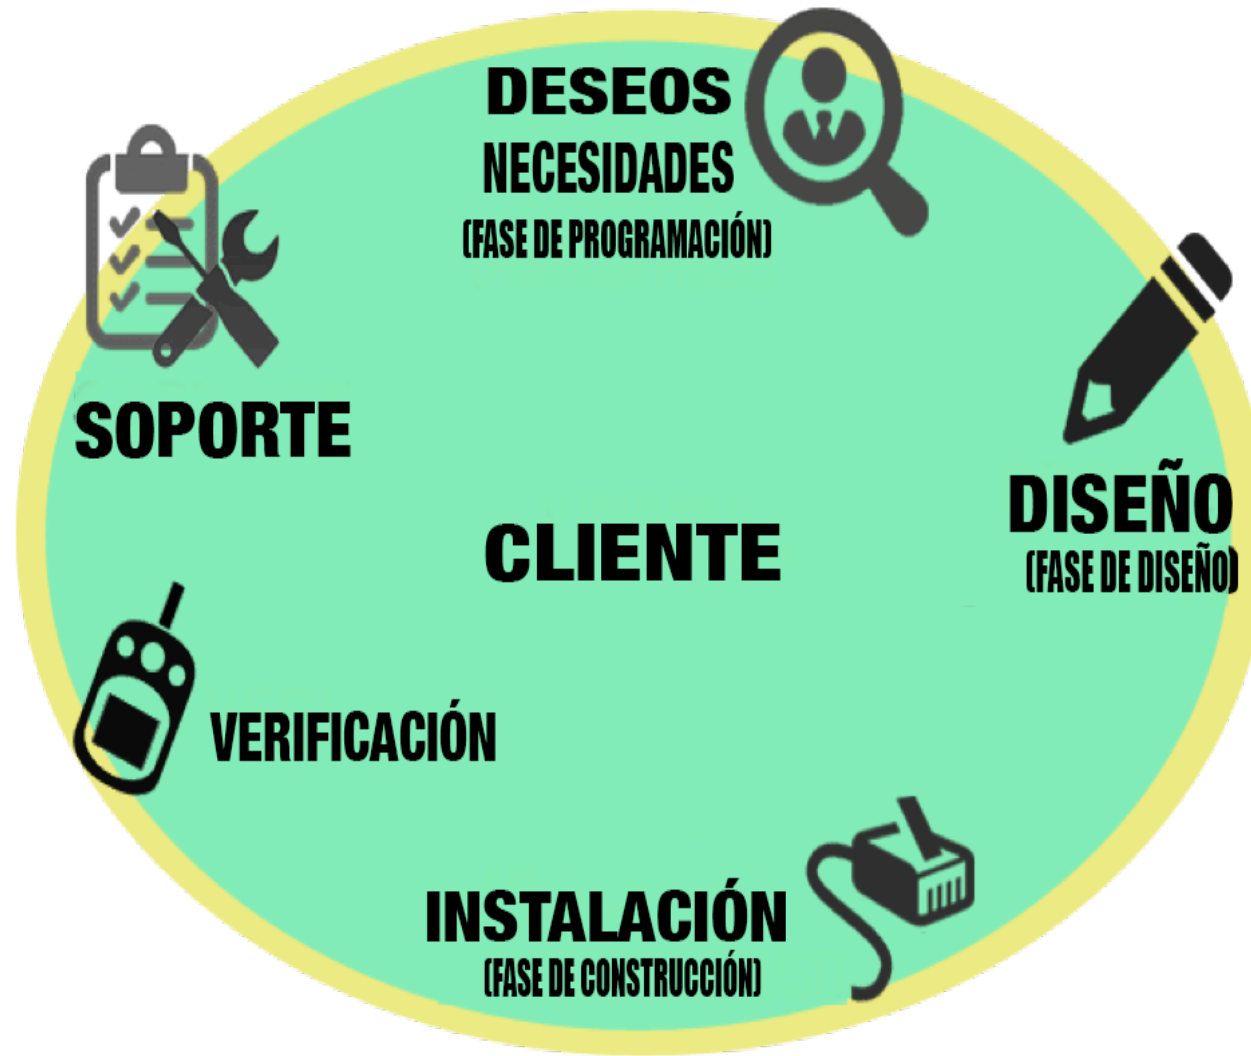 DESEOS
NECESIDADES
(FASE DE PROGRAMACIÓN)
SOPORTE
DISEÑO
(FASE DE DISEÑO)
CLIENTE
VERIFICACIÓN
INSTALACIÓN
(FASE DE CONSTRUCCIÓN)